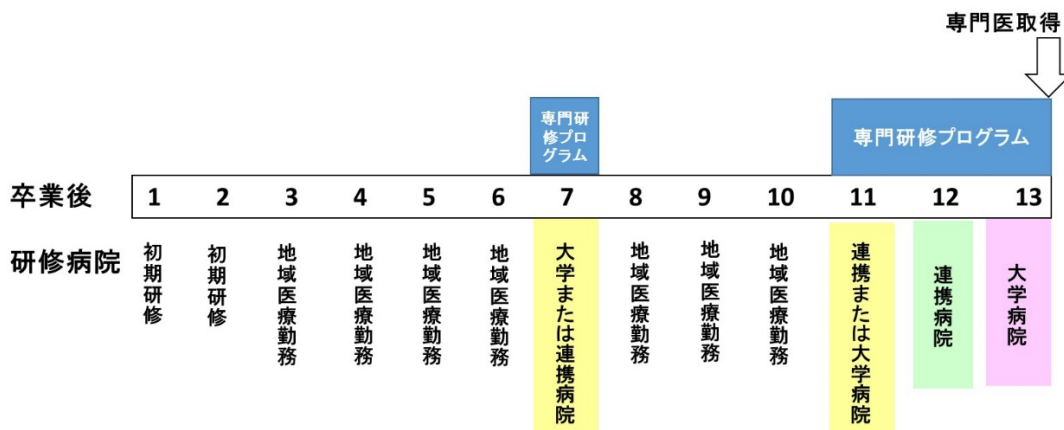 専門医取得
専門研
修プロ
グラム
専門研修プログラム
卒業後 1 2 3 4 5 6 7 8 9 10 11 12 13
研修病院
初期研修
初期研修
地域医療勤務
地域医療勤務
地域医療勤務
地域医療勤務
大学または連携病院
地域医療勤務
地域医療勤務
地域医療勤務
連携または大学病院
連携病院
大学病院